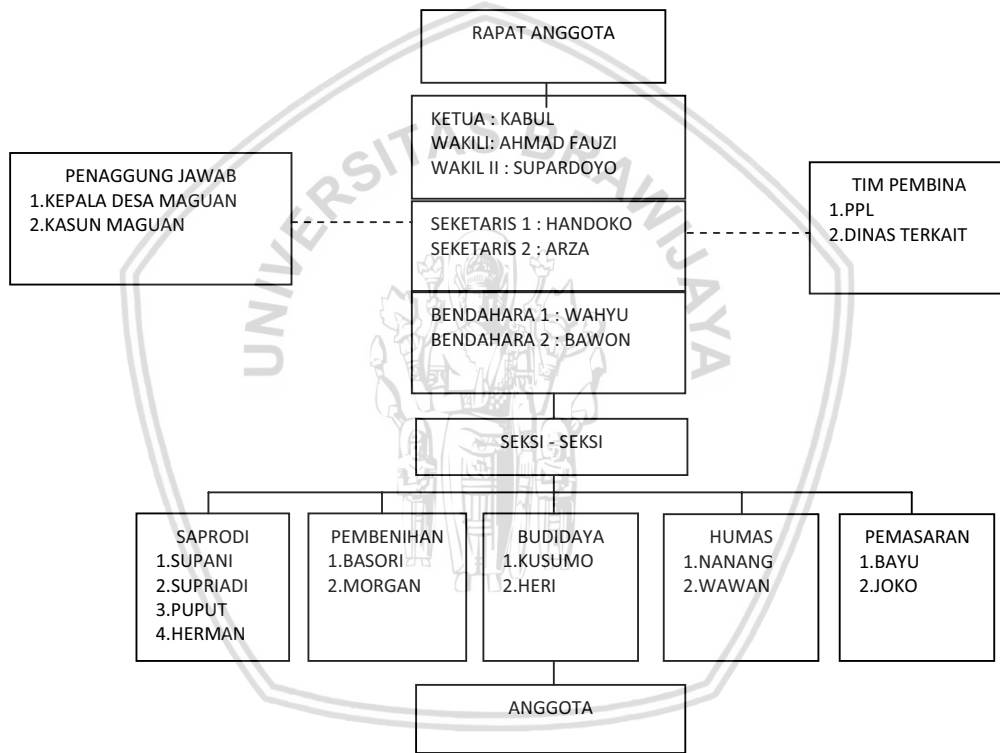 RAPAT ANGGOTA
KETUA : KABUL
WAKILI: AHMAD FAUZI
WAKIL II : SUPARDOYO
PENAGGUNG JAWAB
1.KEPALA DESA MAGUAN
2.KASUN MAGUAN
SEKETARIS 1 : HANDOKO
SEKETARIS 2 : ARZA
TIM PEMBINA
1.PPL
2.DINAS TERKAIT
BENDAHARA 1 : WAHYU
BENDAHARA 2 : BAWON
SEKSI - SEKSI
SAPRODI
1.SUPANI
2.SUPRIADI
3.PUPUT
4.HERMAN
PEMBENIHAN
1.BASORI
2.MORGAN
BUDIDAYA
1.KUSUMO
2.HERI
HUMAS
1.NANANG
2.WAWAN
PEMASARAN
1.BAYU
2.JOKO
ANGGOTA
UNIVERSITAS BRAWIJAYA